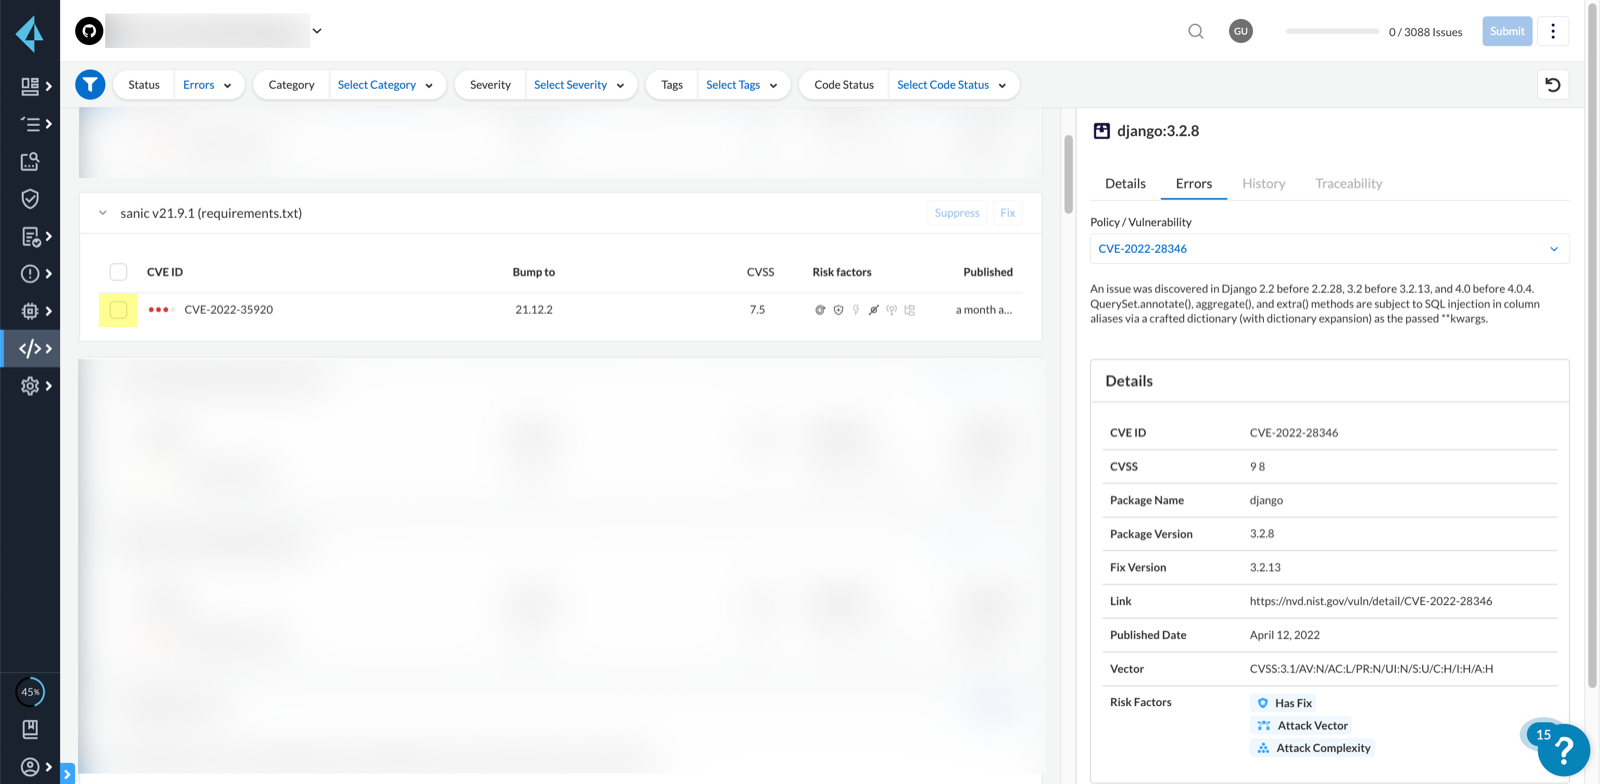 GU
0 / 3088 Issues
Submit
Status Errors
Category Select Category
Severity Select Severity
Tags Select Tags
Code Status Select Code Status
sanic v21.9.1 (requirements.txt)
Suppress Fix
CVE ID Bump to CVSS Risk factors Published
CVE-2022-35920 21.12.2 7.5 a month a...
django:3.2.8
Details Errors History Traceability
Policy / Vulnerability
CVE-2022-28346
An issue was discovered in Django 2.2 before 2.2.28, 3.2 before 3.2.13, and 4.0 before 4.0.4.
QuerySet.annotate(), aggregate(), and extra() methods are subject to SQL injection in column
aliases via a crafted dictionary (with dictionary expansion) as the passed **kwargs.
Details
CVE ID CVE-2022-28346
CVSS 9 8
Package Name django
Package Version 3.2.8
Fix Version 3.2.13
Link https://nvd.nist.gov/vuln/detail/CVE-2022-28346
Published Date April 12, 2022
Vector CVSS:3.1/AV:N/AC:L/PR:N/UI:N/S:U/C:H/I:H/A:H
Risk Factors Has Fix
Attack Vector
Attack Complexity
45%
15
?